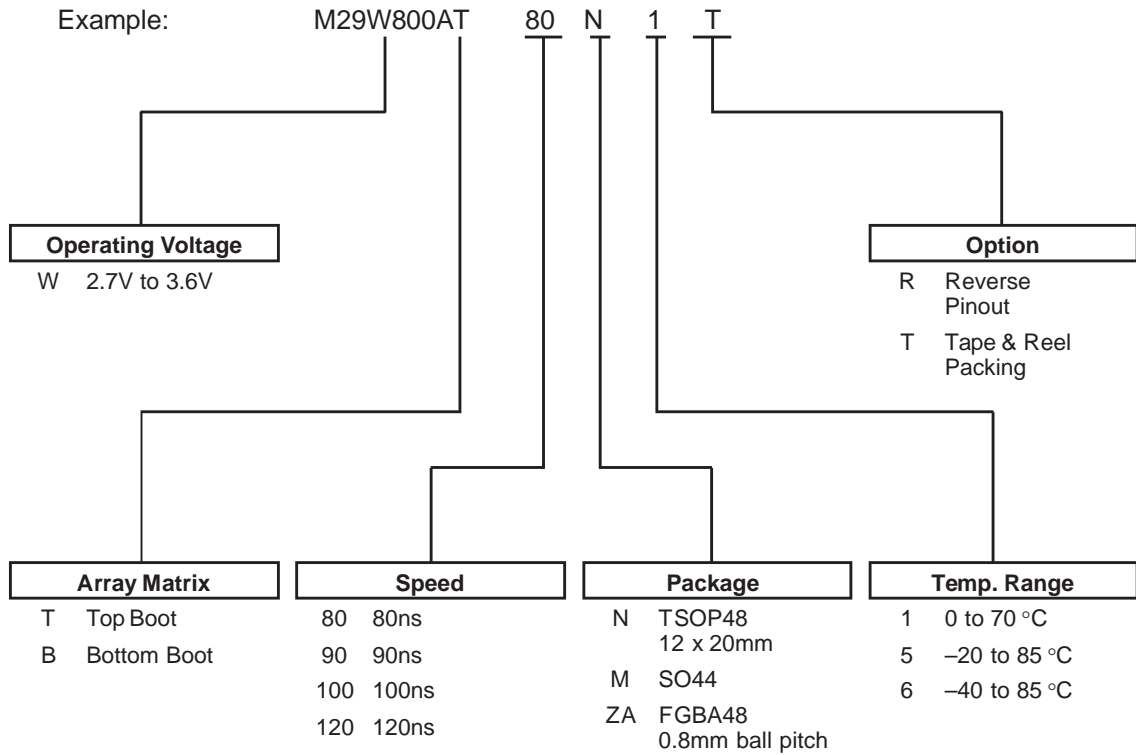 Example: M29W800AT 80 N 1 T
Operating Voltage
W 2.7V to 3.6V
Option
R Reverse
Pinout
T Tape & Reel
Packing
Array Matrix
T Top Boot
B Bottom Boot
Speed
80 80ns
90 90ns
100 100ns
120 120ns
Package
N TSOP48
12 x 20mm
M SO44
ZA FGBA48
0.8mm ball pitch
Temp. Range
1 0 to 70 °C
5 –20 to 85 °C
6 –40 to 85 °C